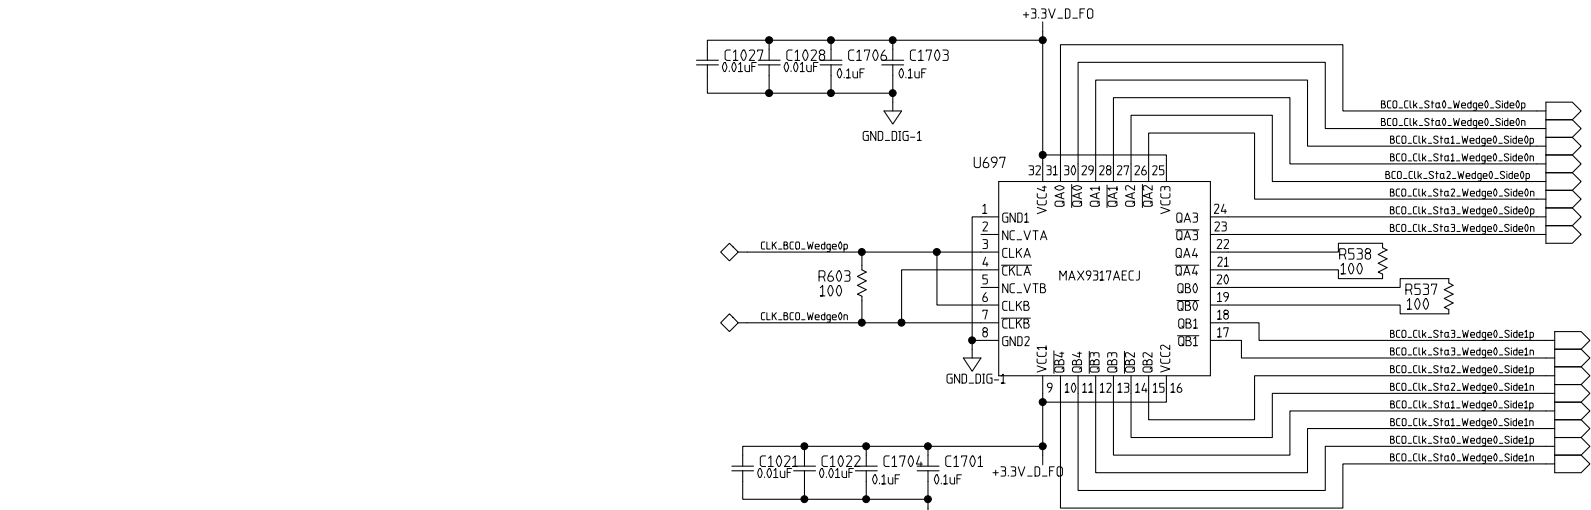 +3.3V_D_FO
C1027 C1028 C1706 C1703
0.01uF 0.01uF 0.1uF 0.1uF
GND_DIG-1
BCO_Clk_Sta0_Wedge0_Side0p
BCO_Clk_Sta0_Wedge0_Side0n
BCO_Clk_Sta1_Wedge0_Side0p
BCO_Clk_Sta1_Wedge0_Side0n
BCO_Clk_Sta2_Wedge0_Side0p
BCO_Clk_Sta2_Wedge0_Side0n
BCO_Clk_Sta3_Wedge0_Side0p
BCO_Clk_Sta3_Wedge0_Side0n
U697
32 31 30 29 28 27 26 25
VCC4 QA0 QA0 QA1 QA1 QA2 QA2 VCC3
1 GND1 QA3 24
2 NC_VTA QA3 23
CLK_BCO_Wedge0p 3 CLKA QA4 22
4 CKLA QA4 21
R538
100
R603
100
MAX9317AECJ
5 NC_VTB QB0 20
6 CLKB QB0 19
R537
100
CLK_BCO_Wedge0n 7 CLKB QB1 18
8 GND2 QB1 17
GND_DIG-1
VCC1 QB4 QB4 QB3 QB3 QB2 QB2 VCC2
9 10 11 12 13 14 15 16
BCO_Clk_Sta3_Wedge0_Side1p
BCO_Clk_Sta3_Wedge0_Side1n
BCO_Clk_Sta2_Wedge0_Side1p
BCO_Clk_Sta2_Wedge0_Side1n
BCO_Clk_Sta1_Wedge0_Side1p
BCO_Clk_Sta1_Wedge0_Side1n
BCO_Clk_Sta0_Wedge0_Side1p
BCO_Clk_Sta0_Wedge0_Side1n
C1021 C1022 C1704 C1701
0.01uF 0.01uF 0.1uF 0.1uF
+3.3V_D_FO